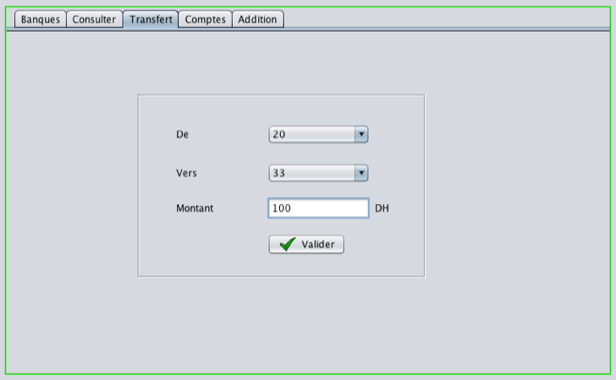 Banques Consulter Transfert Comptes Addition
De 20
Vers 33
Montant 100 DH
Valider